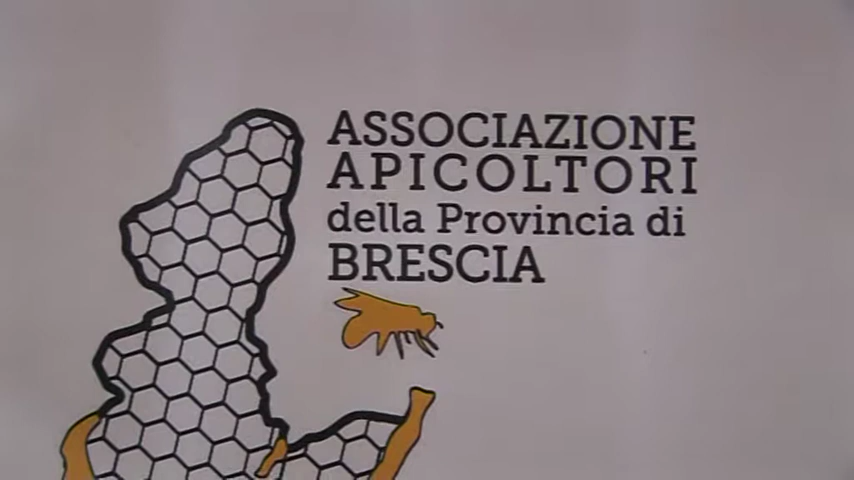 ASSOCIAZIONE
APICOLTORI
della Provincia di
BRESCIA